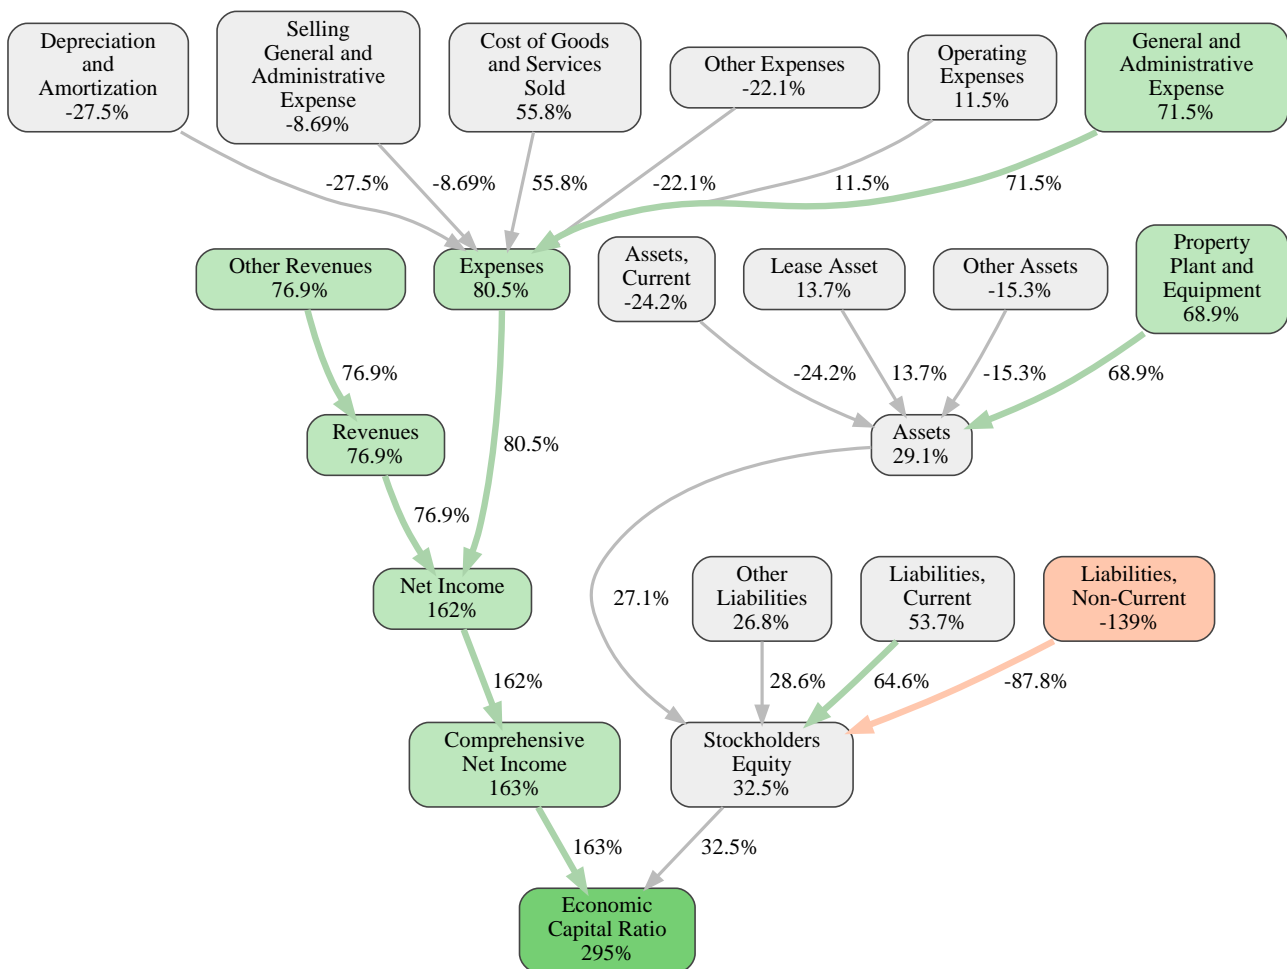 Depreciation
and
Amortization
-27.5%
Selling
General and
Administrative
Expense
-8.69%
Cost of Goods
and Services
Sold
55.8%
Other Expenses
-22.1%
Operating
Expenses
11.5%
General and
Administrative
Expense
71.5%
-27.5%
-8.69%
55.8%
-22.1%
11.5%
71.5%
Other Revenues
76.9%
Expenses
80.5%
Assets,
Current
-24.2%
Lease Asset
13.7%
Other Assets
-15.3%
Property
Plant and
Equipment
68.9%
76.9%
80.5%
-24.2%
13.7%
-15.3%
68.9%
Revenues
76.9%
Assets
29.1%
76.9%
Net Income
162%
27.1%
Other
Liabilities
26.8%
Liabilities,
Current
53.7%
Liabilities,
Non-Current
-139%
162%
28.6%
64.6%
-87.8%
Comprehensive
Net Income
163%
Stockholders
Equity
32.5%
163%
32.5%
Economic
Capital Ratio
295%